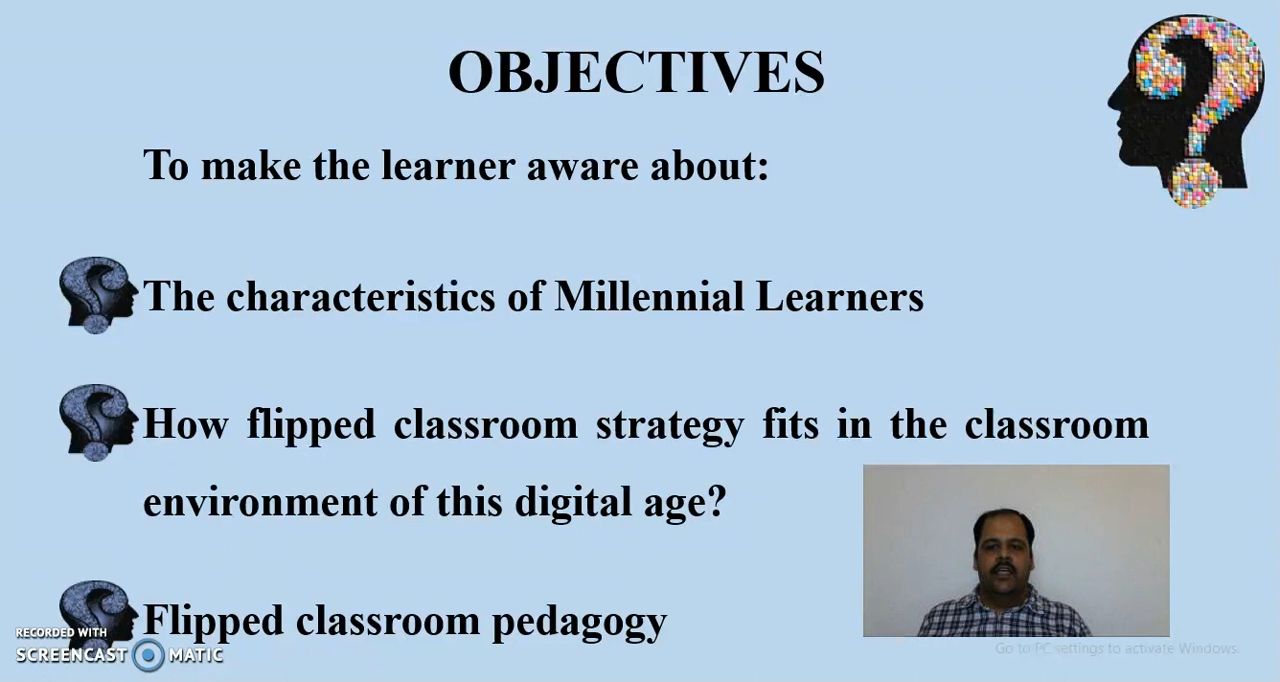 OBJECTIVES
To make the learner aware about:
The characteristics of Millennial Learners
How flipped classroom strategy fits in the classroom
environment of this digital age?
Flipped classroom pedagogy
RECORDED WITH
SCREENCAST MATIC
Go to PC settings to activate Windows.